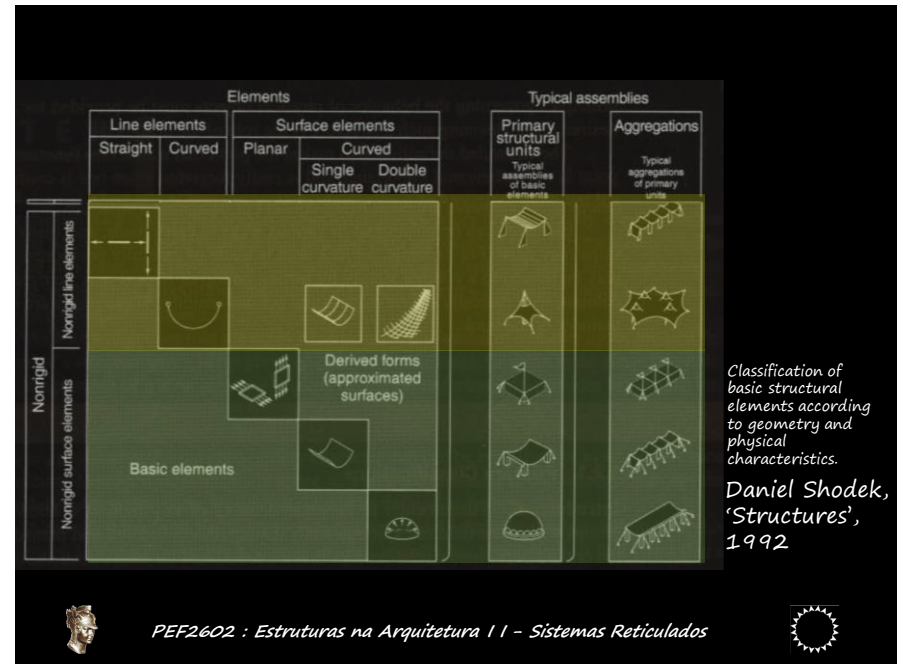 Elements
Typical assemblies
Line elements
Surface elements
Primary
structural
units
Aggregations
Straight
Curved
Planar
Curved
Single
curvature
Double
curvature
Typical
assemblies
of basic
elements
Typical
aggregations
of primary
units
Nonrigid
Nonrigid line elements
Nonrigid surface elements
Derived forms
(approximated
surfaces)
Basic elements
Classification of
basic structural
elements according
to geometry and
physical
characteristics.
Daniel Shodek,
‘Structures’,
1992
PEF2602 : Estruturas na Arquitetura I I - Sistemas Reticulados